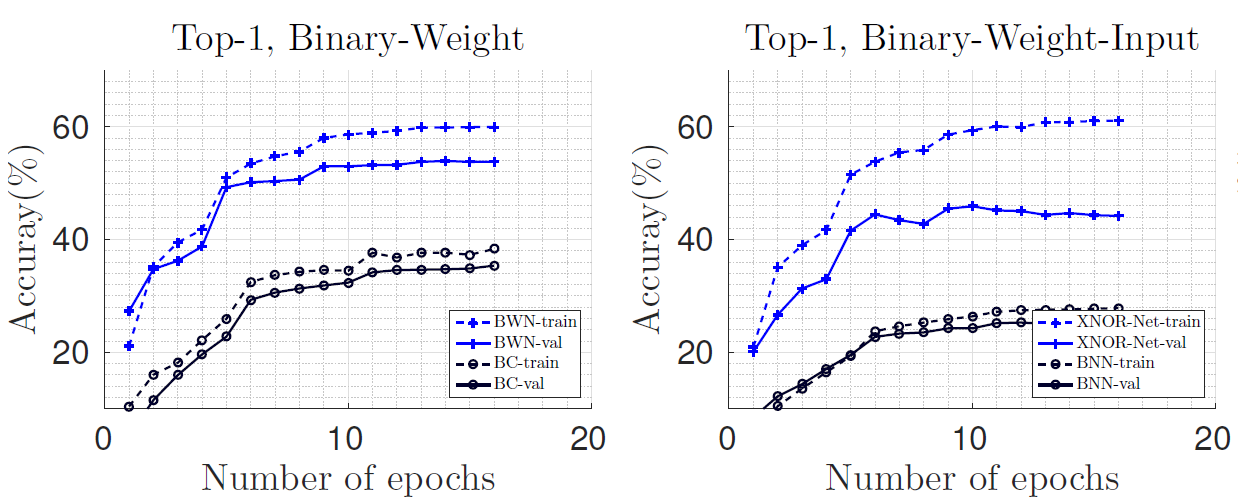 Top-1, Binary-Weight
60
40
20
0
10
20
Accuray(%)
Number of epochs
BWN-train
BWN-val
BC-train
BC-val
Top-1, Binary-Weight-Input
60
40
20
0
10
20
Accuray(%)
Number of epochs
XNOR-Net-train
XNOR-Net-val
BNN-train
BNN-val